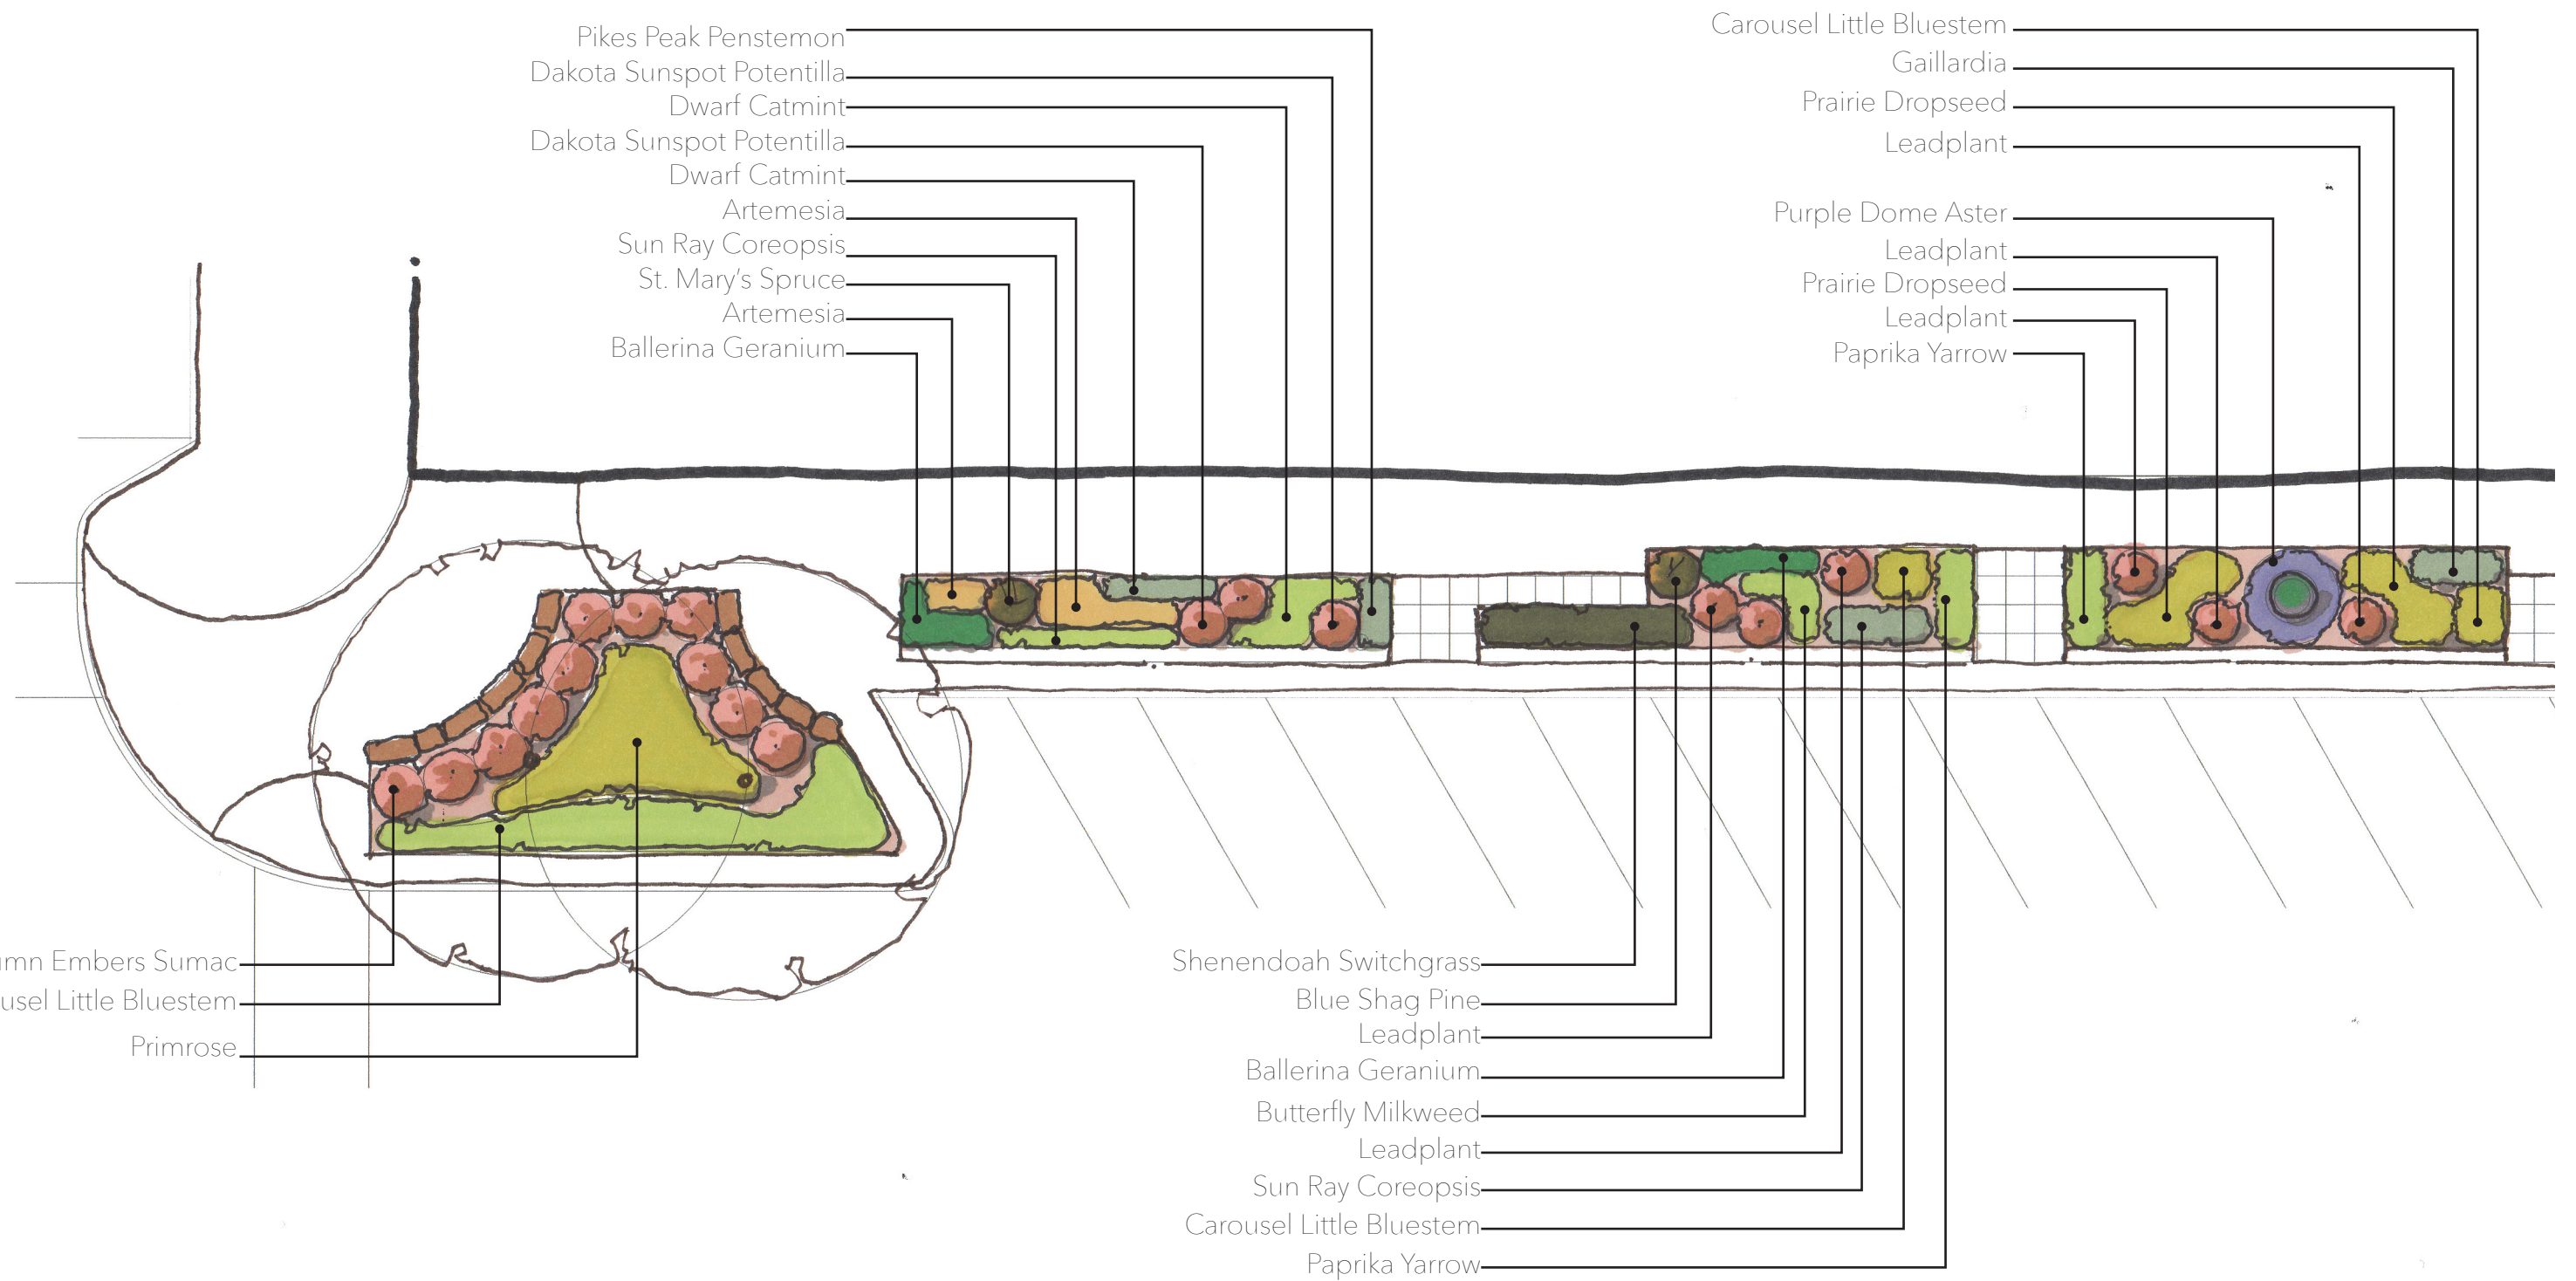 Pikes Peak Penstemon
Dakota Sunspot Potentilla
Dwarf Catmint
Dakota Sunspot Potentilla
Dwarf Catmint
Artemesia
Sun Ray Coreopsis
St. Mary's Spruce
Artemesia
Ballerina Geranium
Carousel Little Bluestem
Gaillardia
Prairie Dropseed
Leadplant
Purple Dome Aster
Leadplant
Prairie Dropseed
Leadplant
Paprika Yarrow
Embers Sumac
Little Bluestem
Primrose
Shenendoah Switchgrass
Blue Shag Pine
Leadplant
Ballerina Geranium
Butterfly Milkweed
Leadplant
Sun Ray Coreopsis
Carousel Little Bluestem
Paprika Yarrow